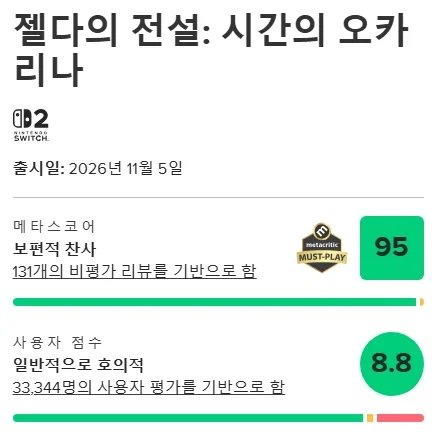 젤다의 전설: 시간의 오카
리나
2
NINTENDO
SWITCH
출시일: 2026년 11월 5일
메타스코어
보편적 찬사
131개의 비평가 리뷰를 기반으로 함
m
metacritic
MUST-PLAY
95
사용자 점수
일반적으로 호의적
33,344명의 사용자 평가를 기반으로 함
8.8